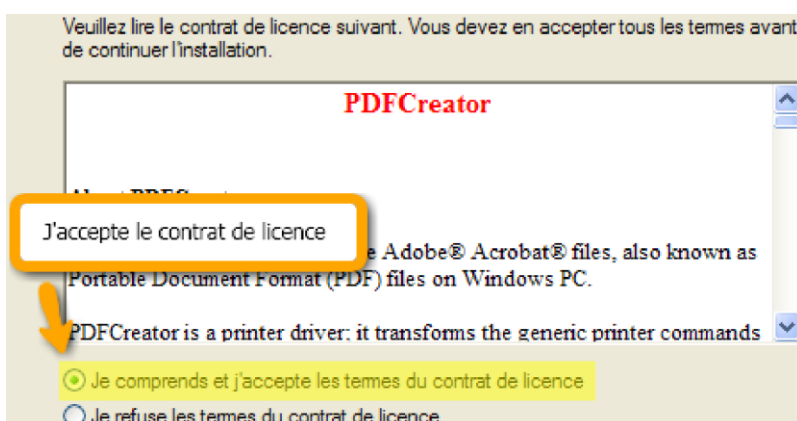 Veuillez lire le contrat de licence suivant. Vous devez en accepter tous les termes avant
de continuer l'installation.
PDFCreator
J'accepte le contrat de licence
e Adobe® Acrobat® files, also known as
Portable Document Format (PDF) files on Windows PC.
PDFCreator is a printer driver; it transforms the generic printer commands
Je comprends et j'accepte les termes du contrat de licence
Je refuse les termes du contrat de licence